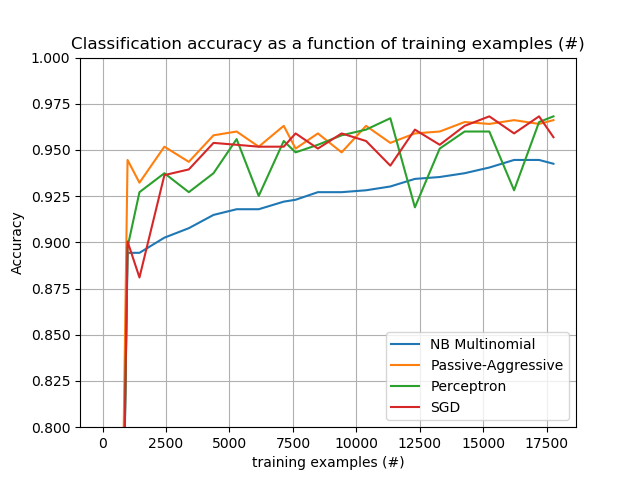 Classification accuracy as a function of training examples (#)
1.000
0.975
0.950
0.925
0.900
0.875
0.850
0.825
0.800
Accuracy
NB Multinomial
Passive-Aggressive
Perceptron
SGD
0 2500 5000 7500 10000 12500 15000 17500
training examples (#)